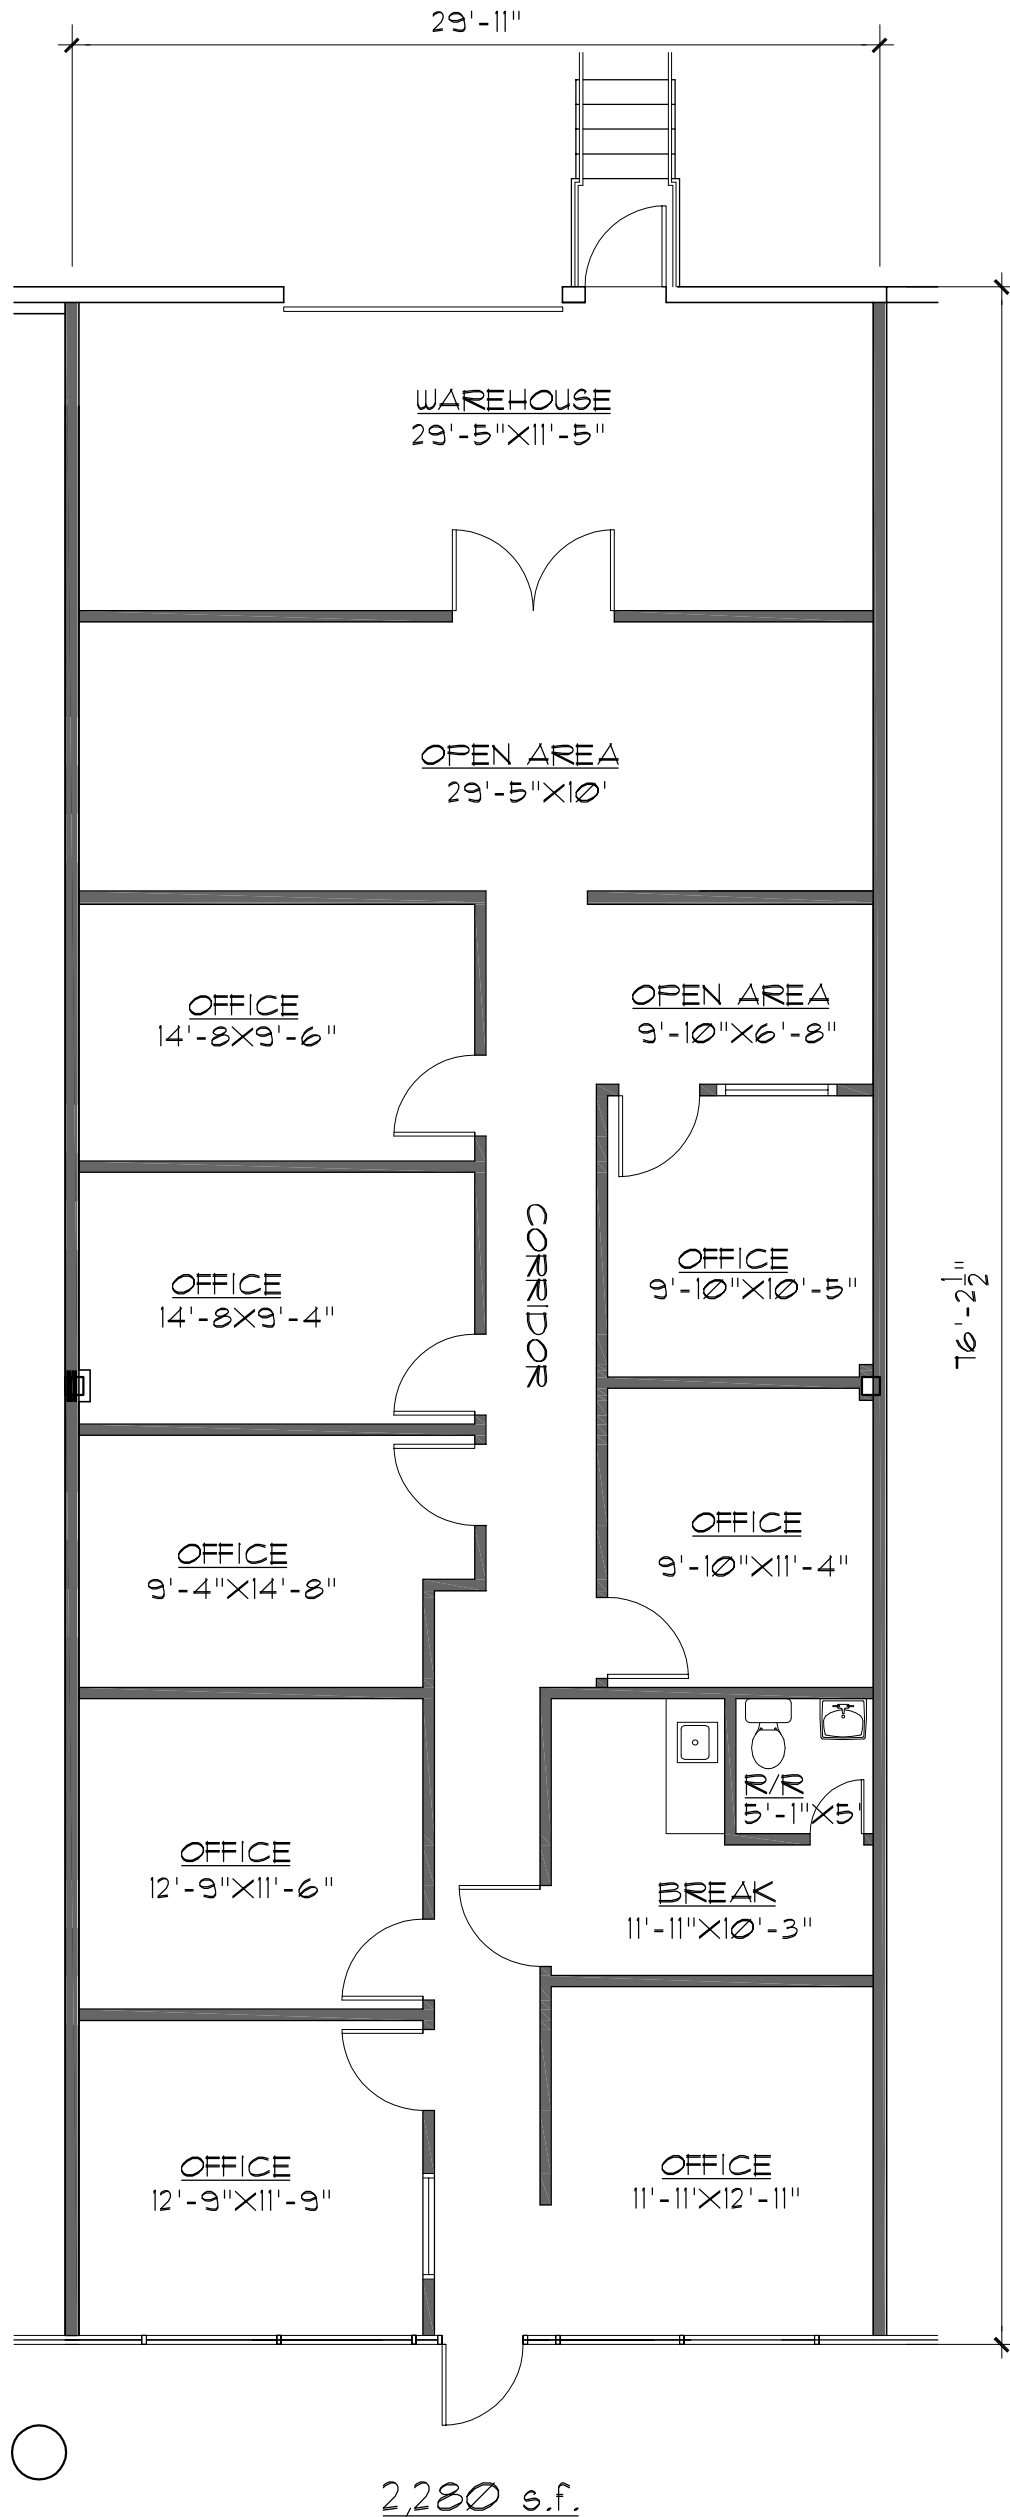 29'-11"
WAREHOUSE
29'-5"X11'-5"
OPEN AREA
29'-5"X10'
OFFICE
14'-8X9'-6"
OPEN AREA
9'-10"X6'-8"
CORRIDOR
OFFICE
9'-10"X10'-5"
OFFICE
14'-8X9'-4"
76'-2 1/2"
OFFICE
9'-10"X11'-4"
OFFICE
9'-4"X14'-8"
R/R
5'-1"X5'
OFFICE
12'-9"X11'-6"
BREAK
11'-11"X10'-3"
OFFICE
12'-9"X11'-9"
OFFICE
11'-11'X12'-11"
2,280 s.f.